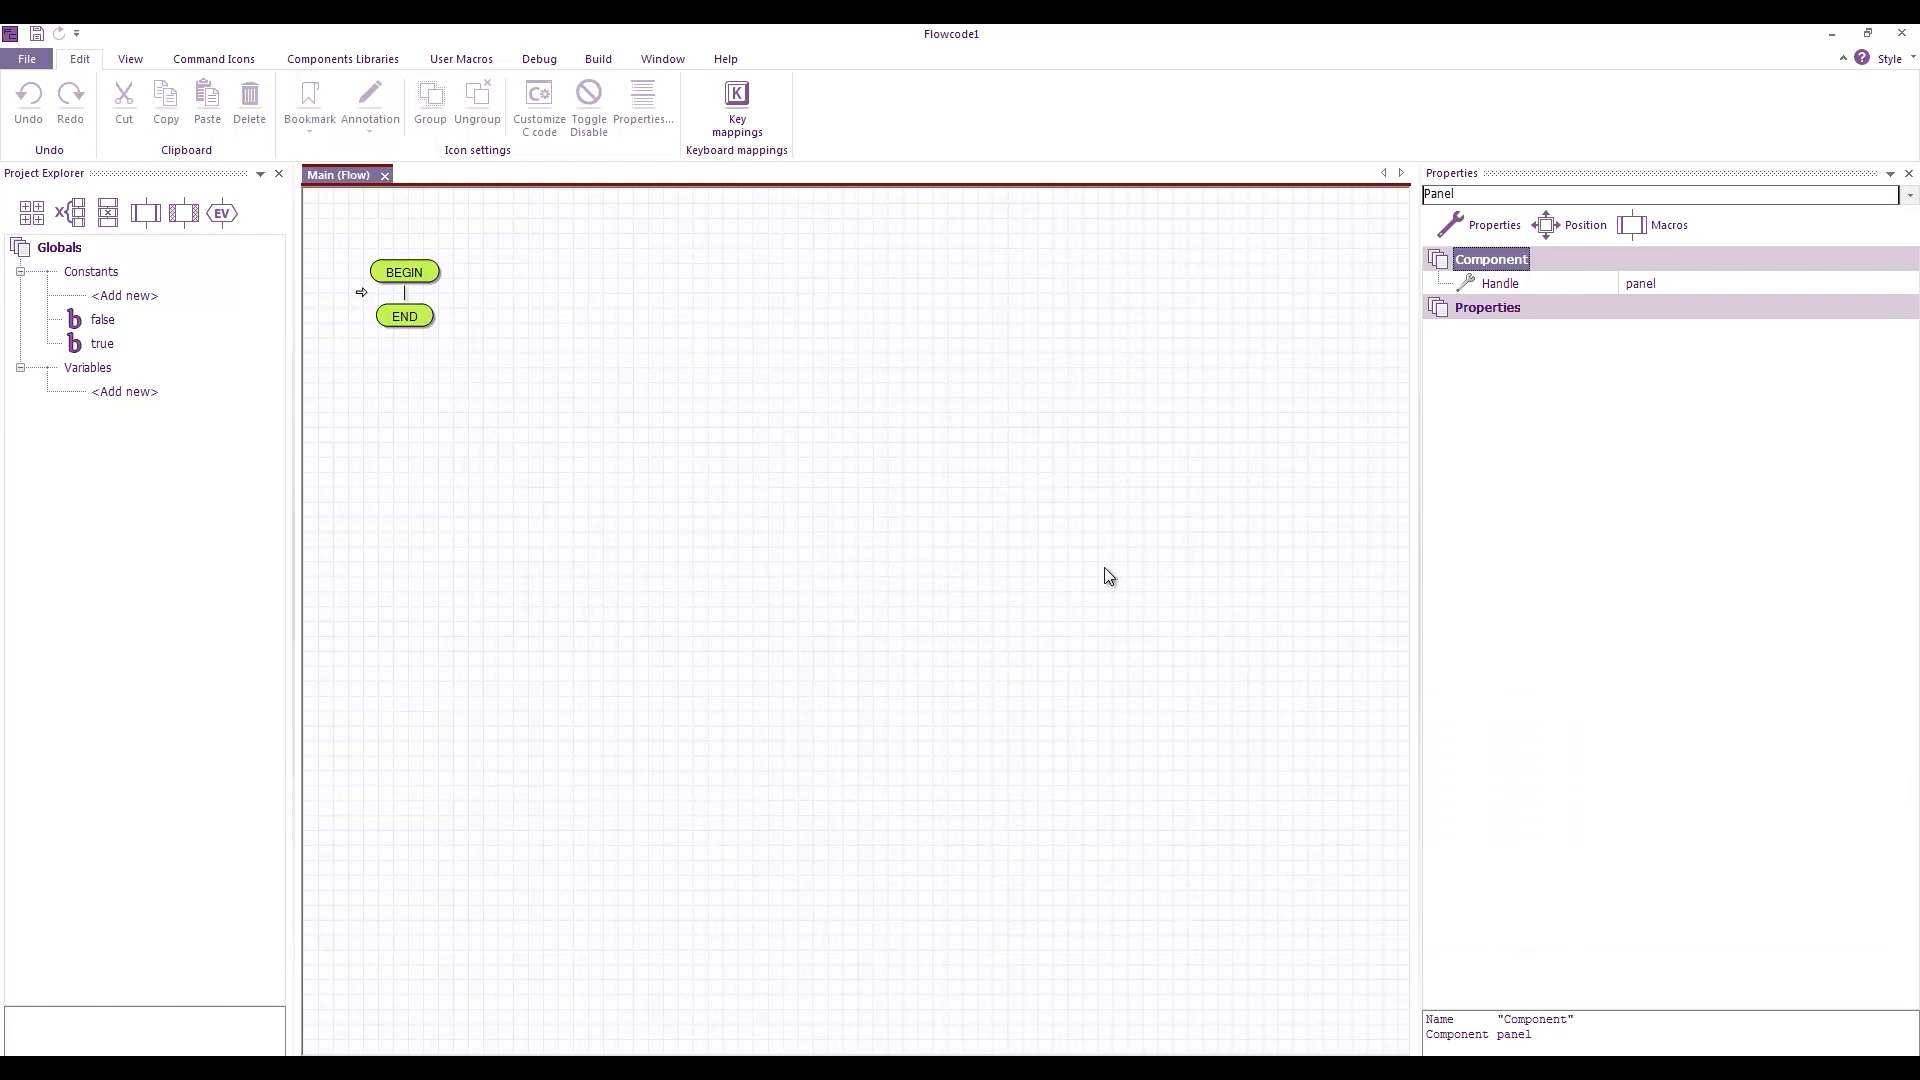 Flowcode1
File Edit View Command Icons Components Libraries User Macros Debug Build Window Help Style
Undo Redo Cut Copy Paste Delete Bookmark Annotation Group Ungroup Customize C code Toggle Disable Properties... Key mappings
Undo Clipboard Icon settings Keyboard mappings
Project Explorer
EV
Globals
Constants
<Add new>
false
true
Variables
<Add new>
Main (Flow)
BEGIN
END
Properties
Panel
Properties Position Macros
Component
Handle panel
Properties
Name "Component"
Component panel